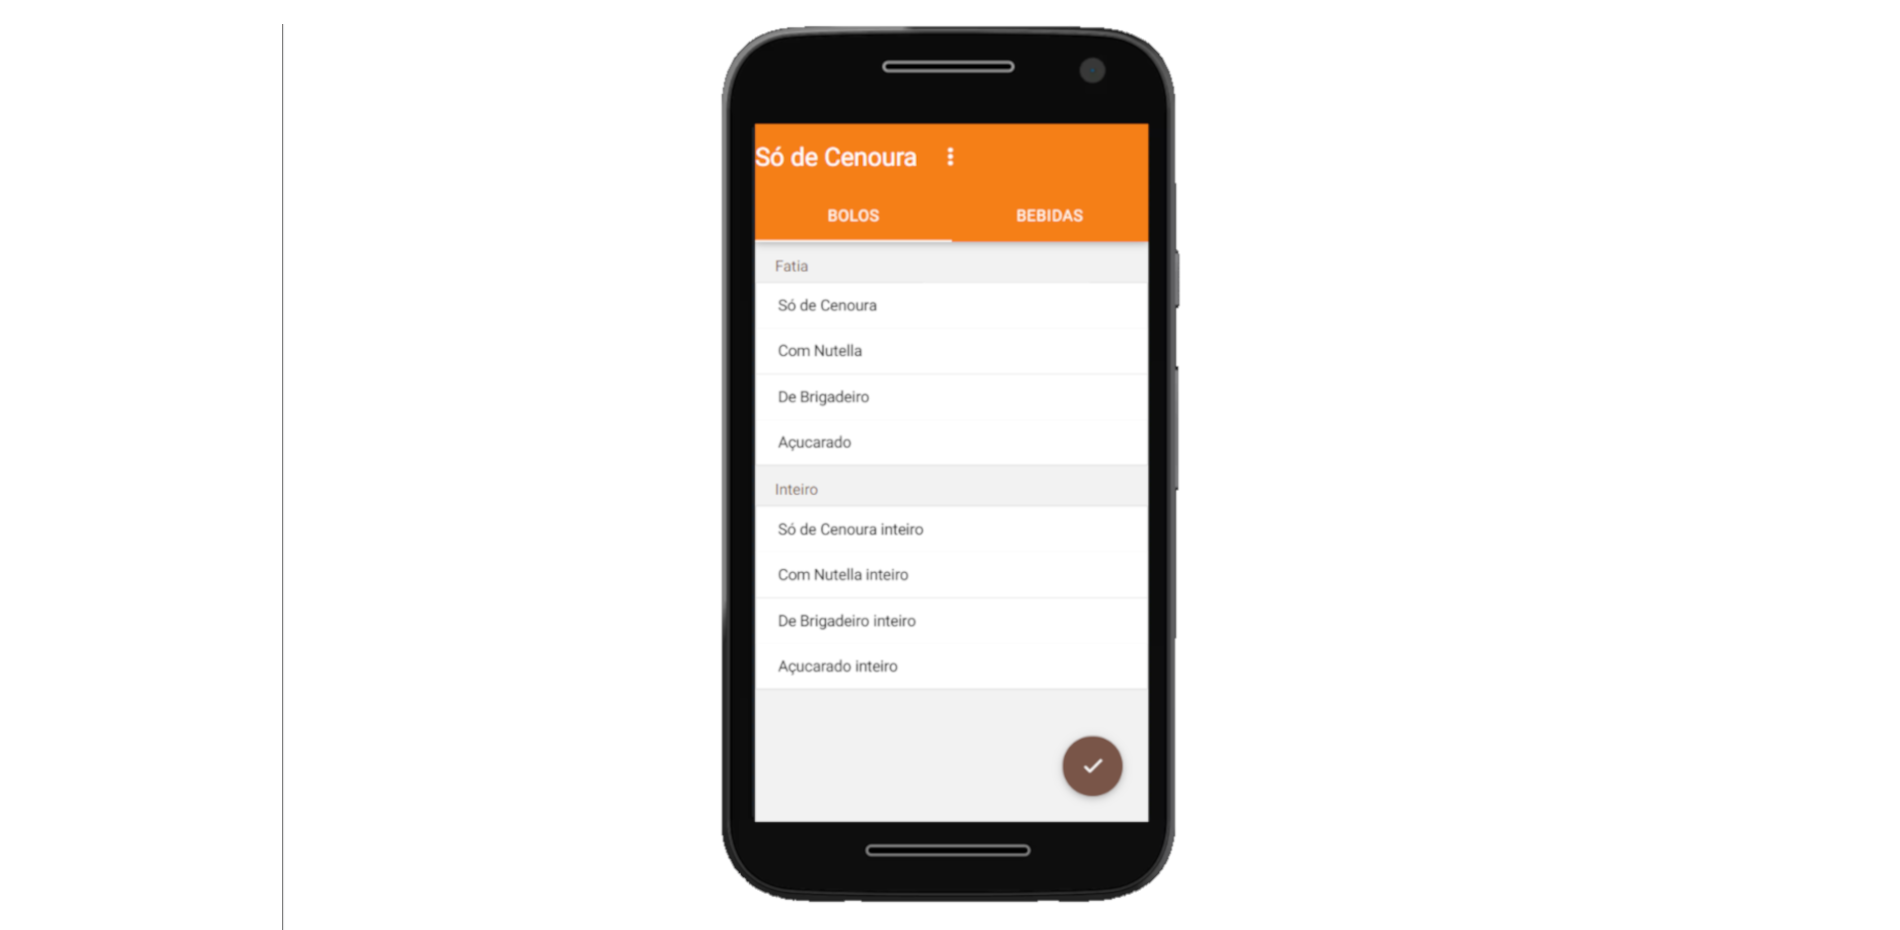 Só de Cenoura
BOLOS BEBIDAS
Fatia
Só de Cenoura
Com Nutella
De Brigadeiro
Açucarado
Inteiro
Só de Cenoura inteiro
Com Nutella inteiro
De Brigadeiro inteiro
Açucarado inteiro